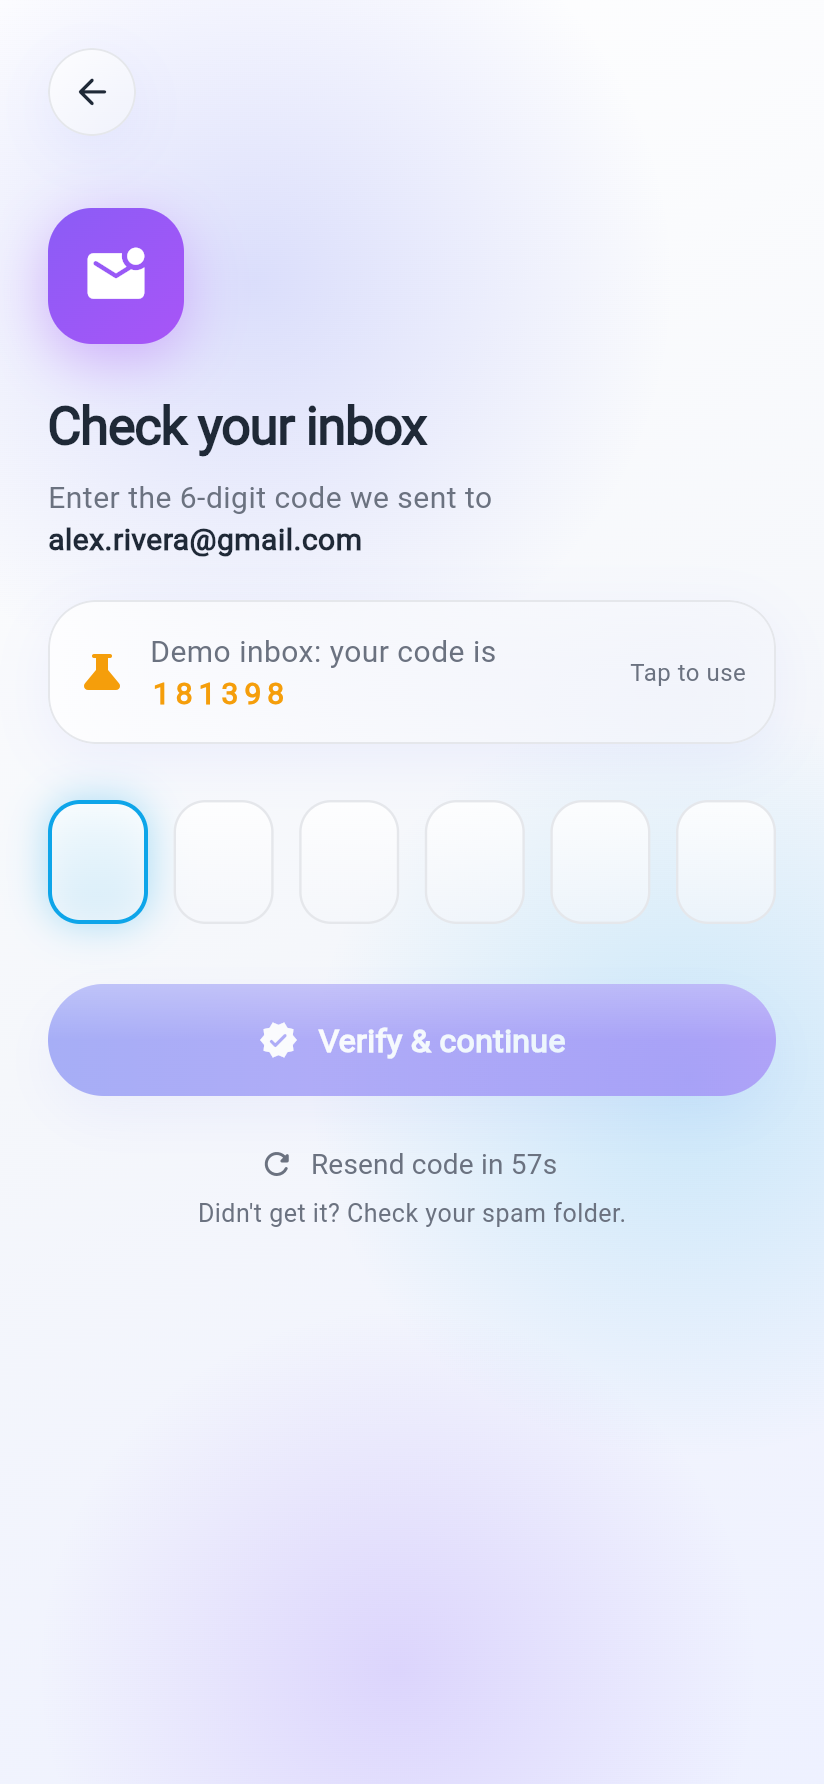 Check your inbox
Enter the 6-digit code we sent to
alex.rivera@gmail.com
Demo inbox: your code is
181398
Tap to use
Verify & continue
Resend code in 57s
Didn't get it? Check your spam folder.